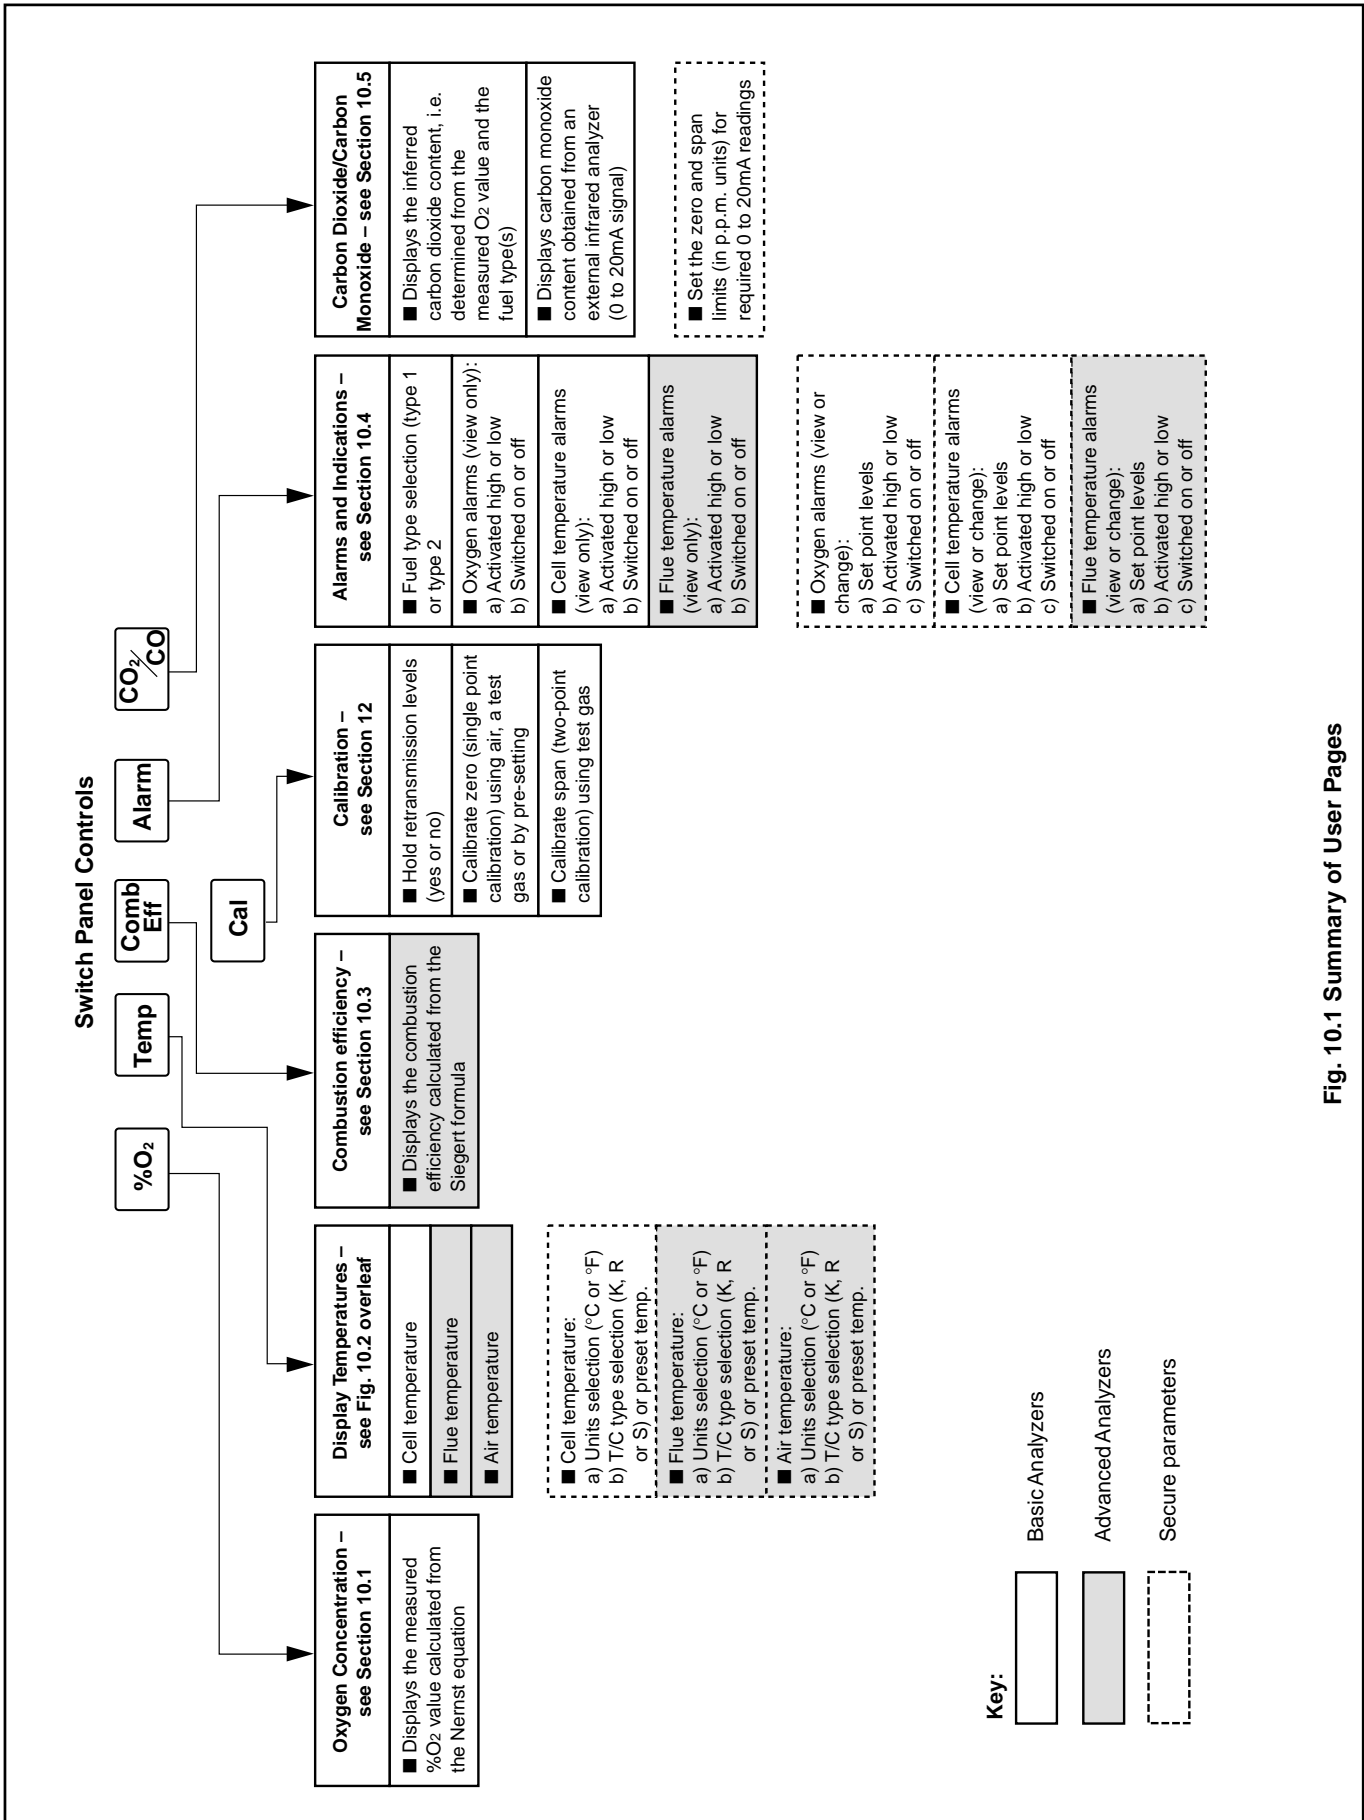 Switch Panel Controls
%O2
Temp
Comb
Eff
Alarm
CO2/CO
Cal
Oxygen Concentration –
see Section 10.1
■ Displays the measured
%O2 value calculated from
the Nernst equation
Display Temperatures –
see Fig. 10.2 overleaf
■ Cell temperature
■ Flue temperature
■ Air temperature
■ Cell temperature:
a) Units selection (°C or °F)
b) T/C type selection (K, R
or S) or preset temp.
■ Flue temperature:
a) Units selection (°C or °F)
b) T/C type selection (K, R
or S) or preset temp.
■ Air temperature:
a) Units selection (°C or °F)
b) T/C type selection (K, R
or S) or preset temp.
Combustion efficiency –
see Section 10.3
■ Displays the combustion
efficiency calculated from the
Siegert formula
Calibration –
see Section 12
■ Hold retransmission levels
(yes or no)
■ Calibrate zero (single point
calibration) using air, a test
gas or by pre-setting
■ Calibrate span (two-point
calibration) using test gas
Alarms and Indications –
see Section 10.4
■ Fuel type selection (type 1
or type 2
■ Oxygen alarms (view only):
a) Activated high or low
b) Switched on or off
■ Cell temperature alarms
(view only):
a) Activated high or low
b) Switched on or off
■ Flue temperature alarms
(view only):
a) Activated high or low
b) Switched on or off
■ Oxygen alarms (view or
change):
a) Set point levels
b) Activated high or low
c) Switched on or off
■ Cell temperature alarms
(view or change):
a) Set point levels
b) Activated high or low
c) Switched on or off
■ Flue temperature alarms
(view or change):
a) Set point levels
b) Activated high or low
c) Switched on or off
Carbon Dioxide/Carbon
Monoxide – see Section 10.5
■ Displays the inferred
carbon dioxide content, i.e.
determined from the
measured O2 value and the
fuel type(s)
■ Displays carbon monoxide
content obtained from an
external infrared analyzer
(0 to 20mA signal)
■ Set the zero and span
limits (in p.p.m. units) for
required 0 to 20mA readings
Key:
Basic Analyzers
Advanced Analyzers
Secure parameters
Fig. 10.1 Summary of User Pages